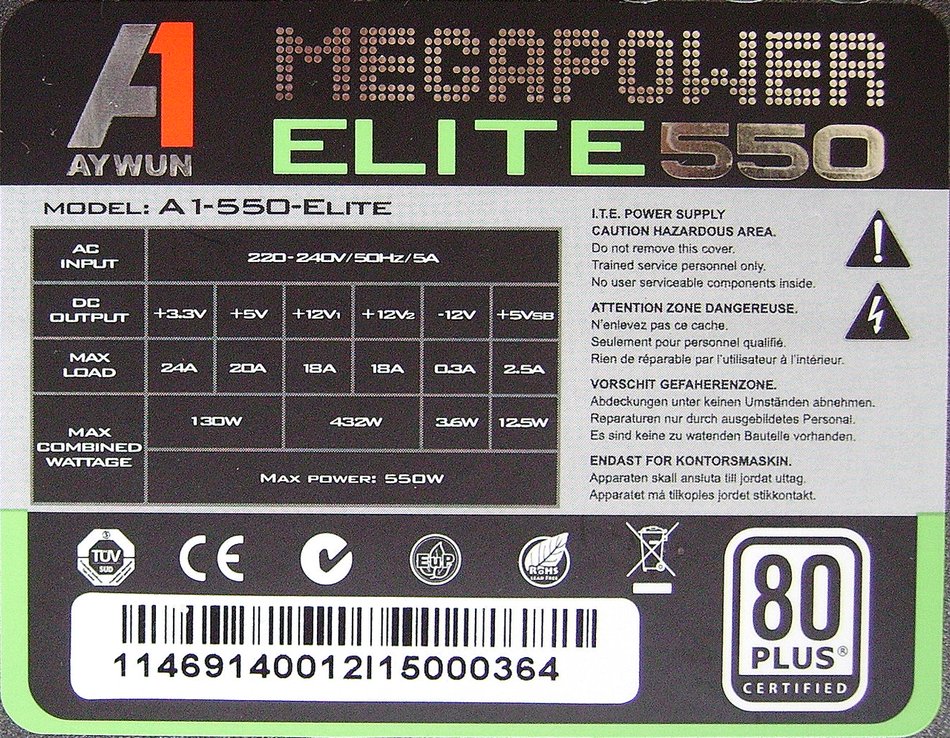 A1
AYWUN
MEGAPOWER
ELITE550
MODEL: A1-550-ELITE
AC INPUT 220-240V/50Hz/5A
DC OUTPUT +3.3V +5V +12V1 +12V2 -12V +5VSB
MAX LOAD 24A 20A 18A 18A 0.3A 2.5A
MAX COMBINED WATTAGE 130W 432W 3.6W 12.5W
MAX POWER: 550W
I.T.E. POWER SUPPLY
CAUTION HAZARDOUS AREA.
Do not remove this cover.
Trained service personnel only.
No user serviceable components inside.
ATTENTION ZONE DANGEREUSE.
N'enlevez pas ce cache.
Seulement pour personnel qualifié.
Rien de réparable par l'utilisateur à l'intérieur.
VORSCHIT GEFAHERENZONE.
Abdeckungen unter keinen Umständen abnehmen.
Reparaturen nur durch ausgebildetes Personal.
Es sind keine zu watenden Bauteile vorhanden.
ENDAST FOR KONTORSMASKIN.
Apparaten skall ansluta till jordat uttag.
Apparatet må tilkoples jordet stikkontakt.
TÜV
SUD
CE
EUP
ROHS
LEAD FREE
11469140012I15000364
80
PLUS®
CERTIFIED